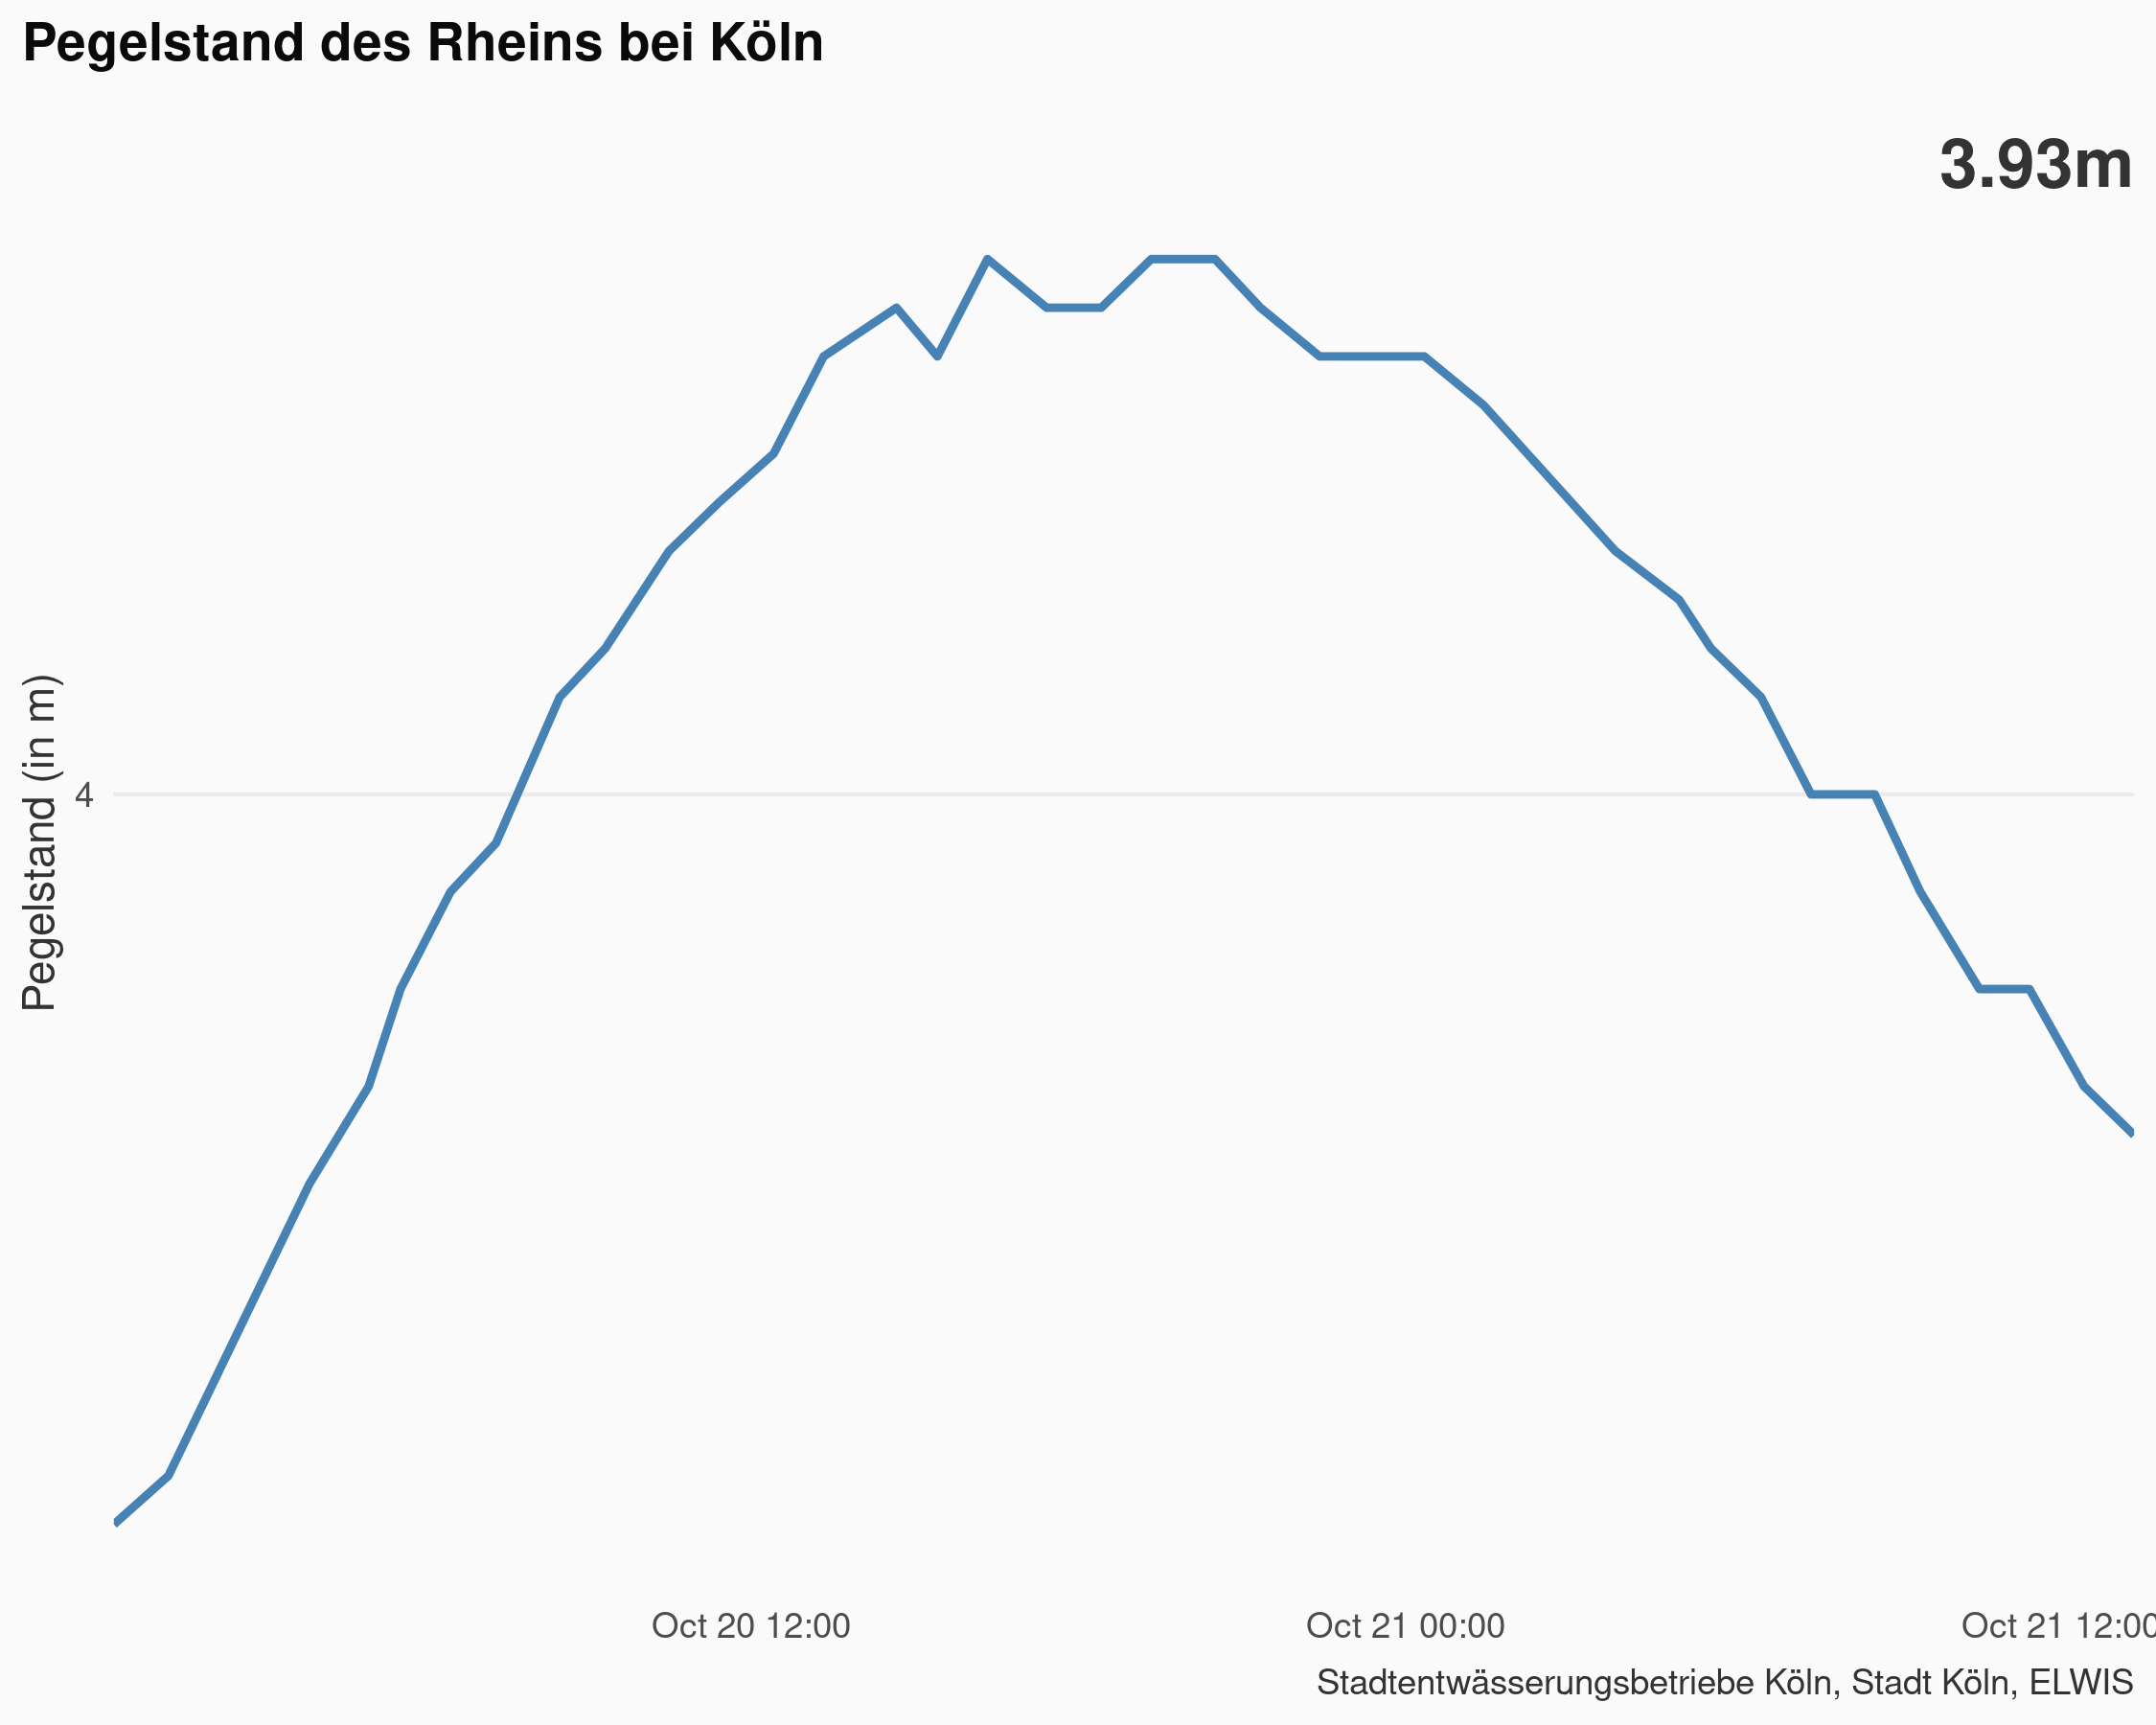 Pegelstand des Rheins bei Köln
3.93m
Pegelstand (in m)
4
Oct 20 12:00
Oct 21 00:00
Oct 21 12:00
Stadtentwässerungsbetriebe Köln, Stadt Köln, ELWIS